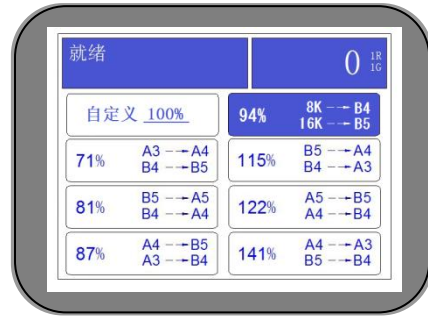 就绪
0 1R
1G
自定义 100%
94% 8K --→ B4
16K --→ B5
71% A3 --→ A4
B4 --→ B5
115% B5 --→ A4
B4 --→ A3
81% B5 --→ A5
B4 --→ A4
122% A5 --→ B5
A4 --→ B4
87% A4 --→ B5
A3 --→ B4
141% A4 --→ A3
B5 --→ B4